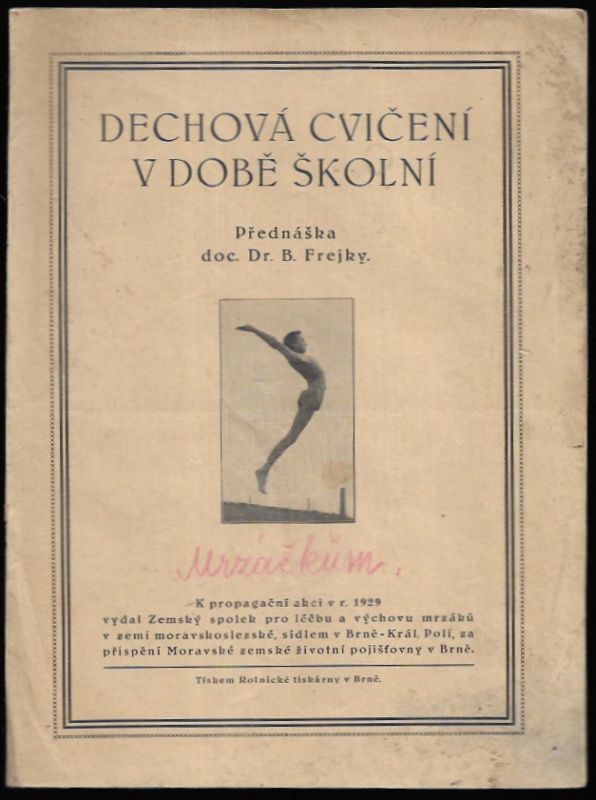 DECHOVÁ CVIČENÍ
V DOBĚ ŠKOLNÍ
Přednáška
doc. Dr. B. Frejky.
Mrzáčkům.
K propagační akci v r. 1929
vydal Zemský spolek pro léčbu a výchovu mrzáků
v zemi moravskoslezské, sídlem v Brně-Král. Poli, za
přispění Moravské zemské životní pojišťovny v Brně.
Tiskem Rolnické tiskárny v Brně.